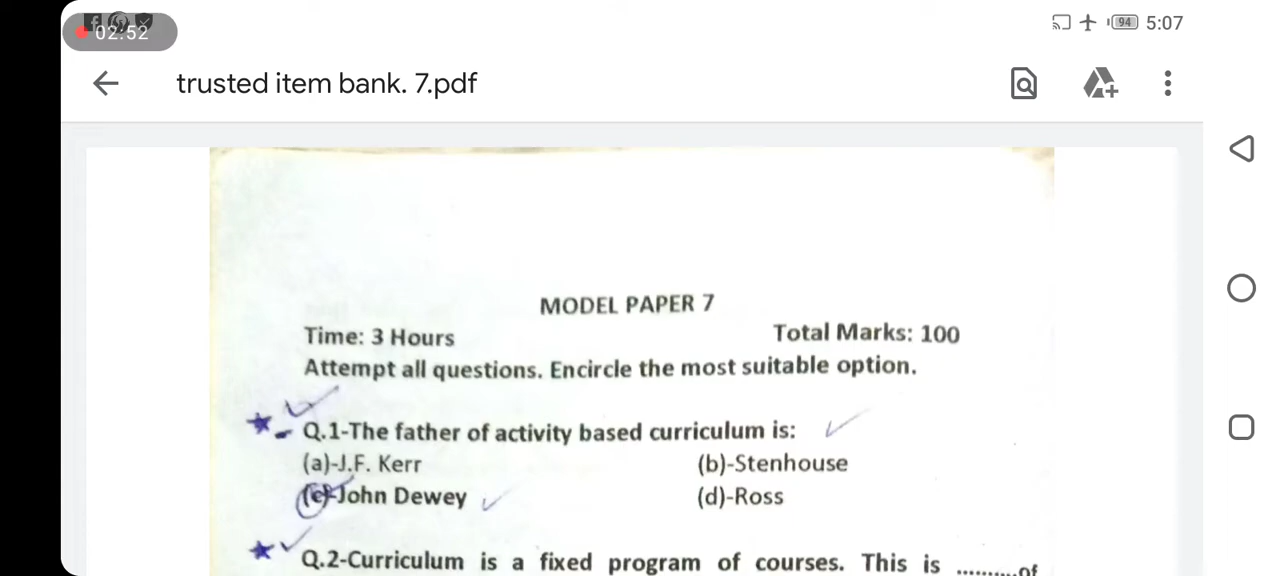 02:52
94 5:07
trusted item bank. 7.pdf
MODEL PAPER 7
Time: 3 Hours Total Marks: 100
Attempt all questions. Encircle the most suitable option.
Q.1-The father of activity based curriculum is:
(a)-J.F. Kerr (b)-Stenhouse
(c)-John Dewey (d)-Ross
Q.2-Curriculum is a fixed program of courses. This is .........of